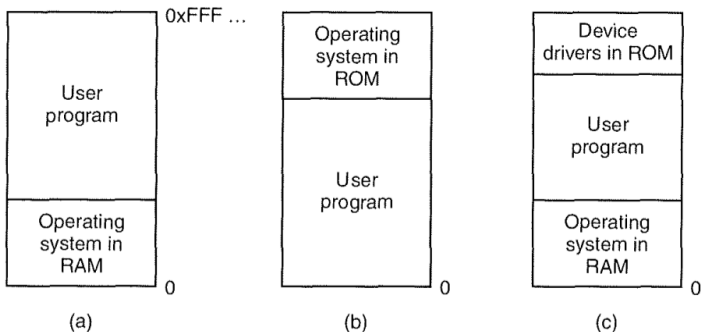 0xFFF ...
User
program
Operating
system in
RAM
0
(a)
Operating
system in
ROM
User
program
0
(b)
Device
drivers in ROM
User
program
Operating
system in
RAM
0
(c)